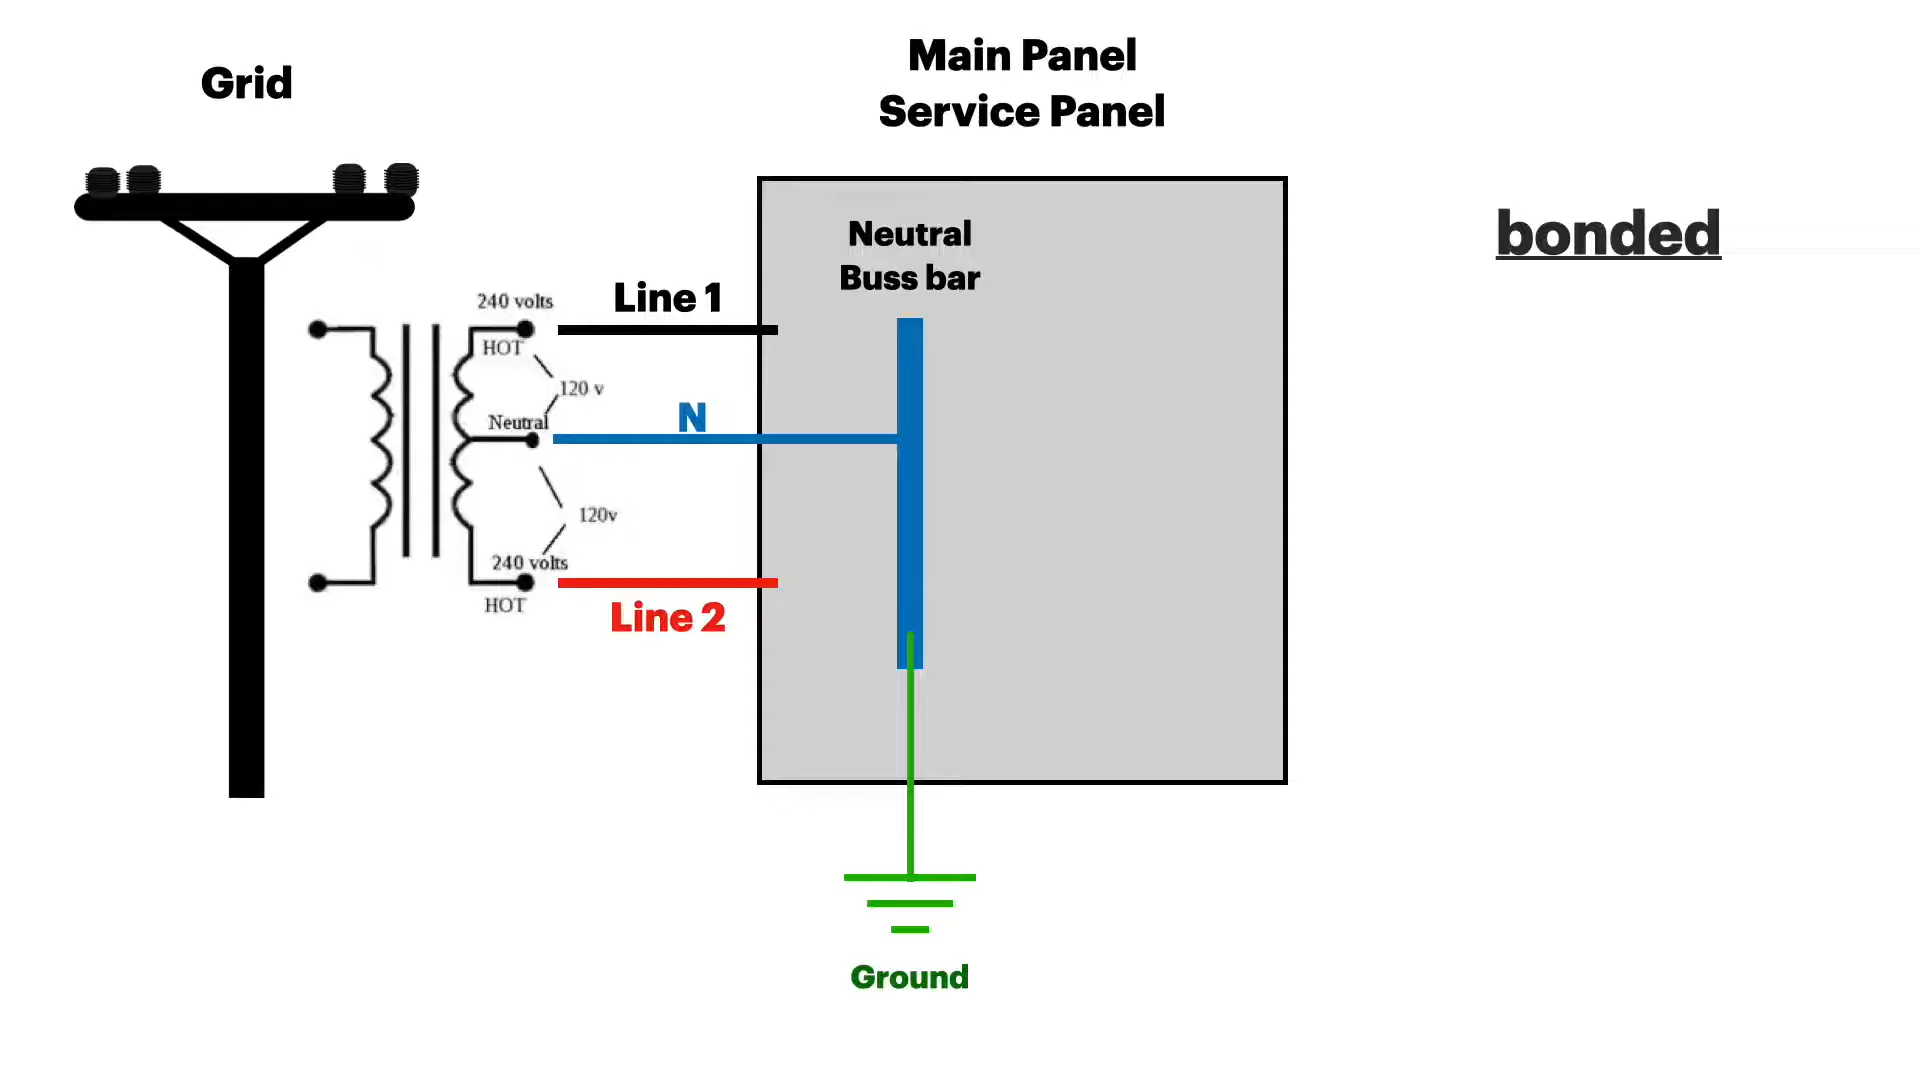 Grid
Main Panel
Service Panel
bonded
Neutral
Buss bar
240 volts
Line 1
HOT
120 v
N
Neutral
120v
240 volts
HOT
Line 2
Ground